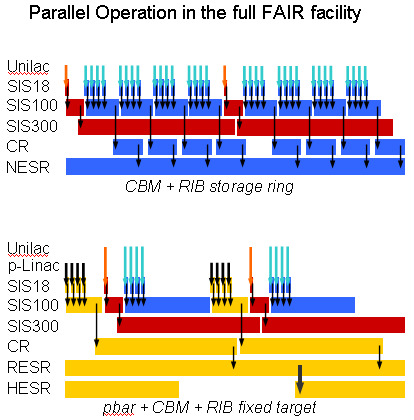 Parallel Operation in the full FAIR facility
Unilac
SIS18
SIS100
SIS300
CR
NESR
CBM + RIB storage ring
Unilac
p-Linac
SIS18
SIS100
SIS300
CR
RESR
HESR
pbar + CBM + RIB fixed target